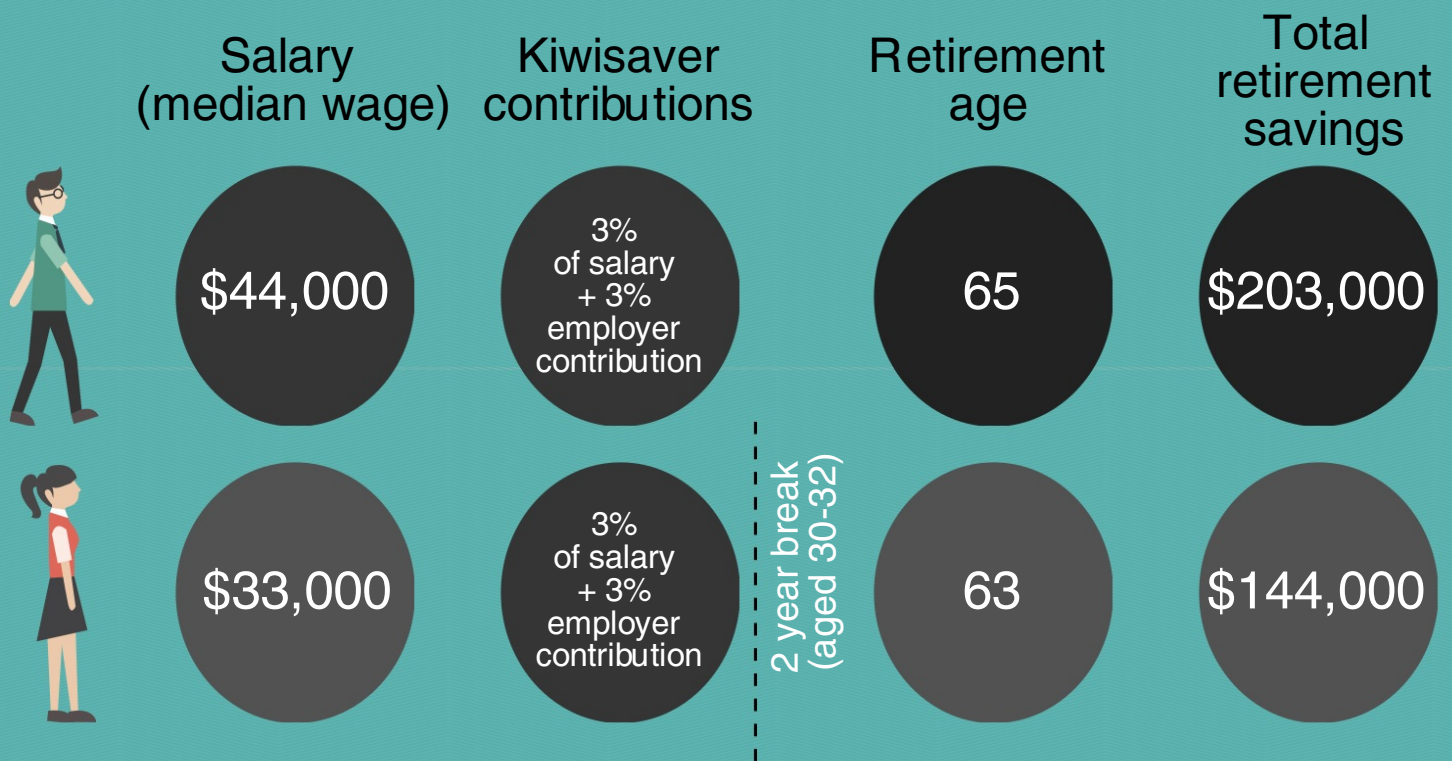 Salary
(median wage)
Kiwisaver
contributions
Retirement
age
Total
retirement
savings
$44,000
3%
of salary
+ 3%
employer
contribution
65
$203,000
$33,000
3%
of salary
+ 3%
employer
contribution
2 year break
(aged 30-32)
63
$144,000